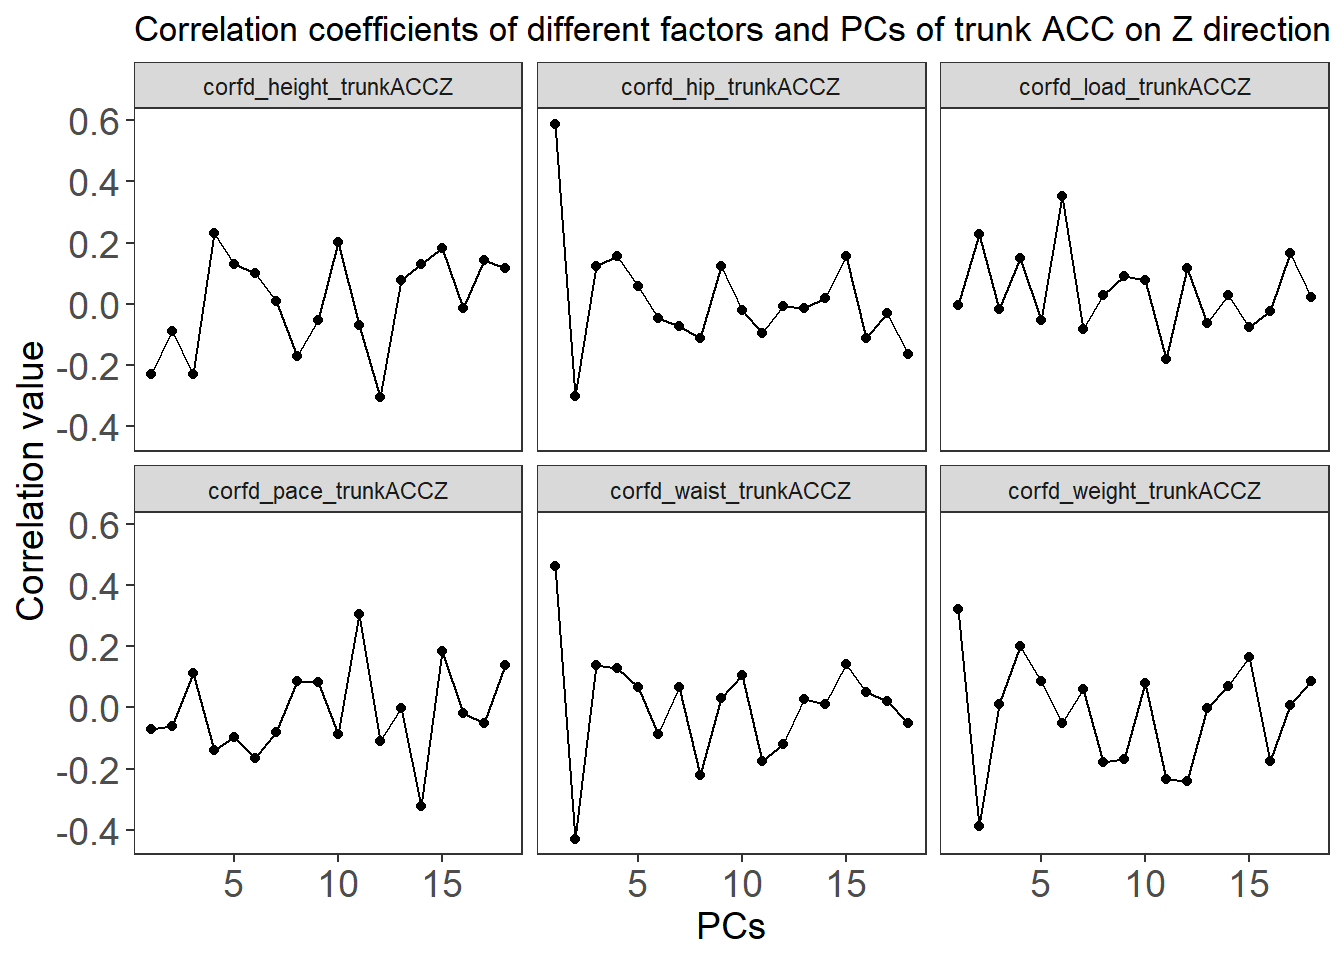 Correlation coefficients of different factors and PCs of trunk ACC on Z direction
corfd_height_trunkACCZ corfd_hip_trunkACCZ corfd_load_trunkACCZ
0.6
0.4
0.2
0.0
-0.2
-0.4
corfd_pace_trunkACCZ corfd_waist_trunkACCZ corfd_weight_trunkACCZ
0.6
0.4
0.2
0.0
-0.2
-0.4
Correlation value
5 10 15 5 10 15 5 10 15
PCs